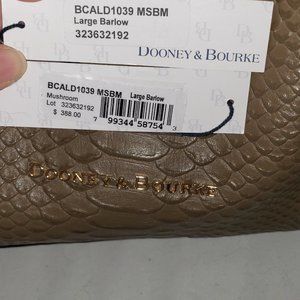 BCALD1039 MSBM
Large Barlow
323632192
DOONEY & BOURKE
BCALD1039 MSBM Large Barlow
Mushroom
Lot 323632192
$ 388.00
7 99344 58754 3
DOONEY & BOURKE